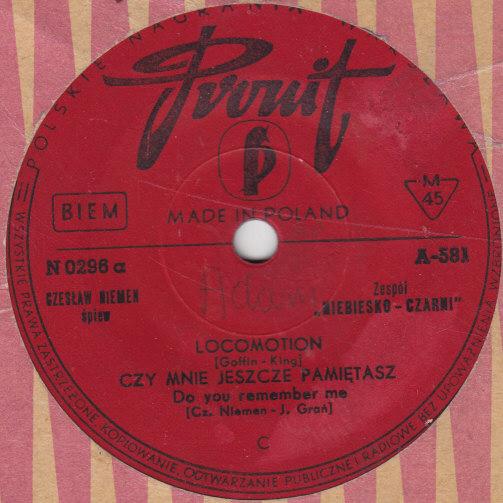 POLSKIE NAGRANIA WARSZAWA
Pronit
P
MADE IN POLAND
BIEM
M
45
N 0296 a
A-581
CZESŁAW NIEMEN
śpiew
Zespół
„NIEBIESKO-CZARNI"
Adam
LOCOMOTION
[Goffin-King]
CZY MNIE JESZCZE PAMIĘTASZ
Do you remember me
[Cz. Niemen-J. Grań]
C
WSZYSTKIE PRAWA ZASTRZEŻONE, KOPIOWANIE, ODTWARZANIE PUBLICZNE I RADIOWE BEZ UPOWAŻNIENIA